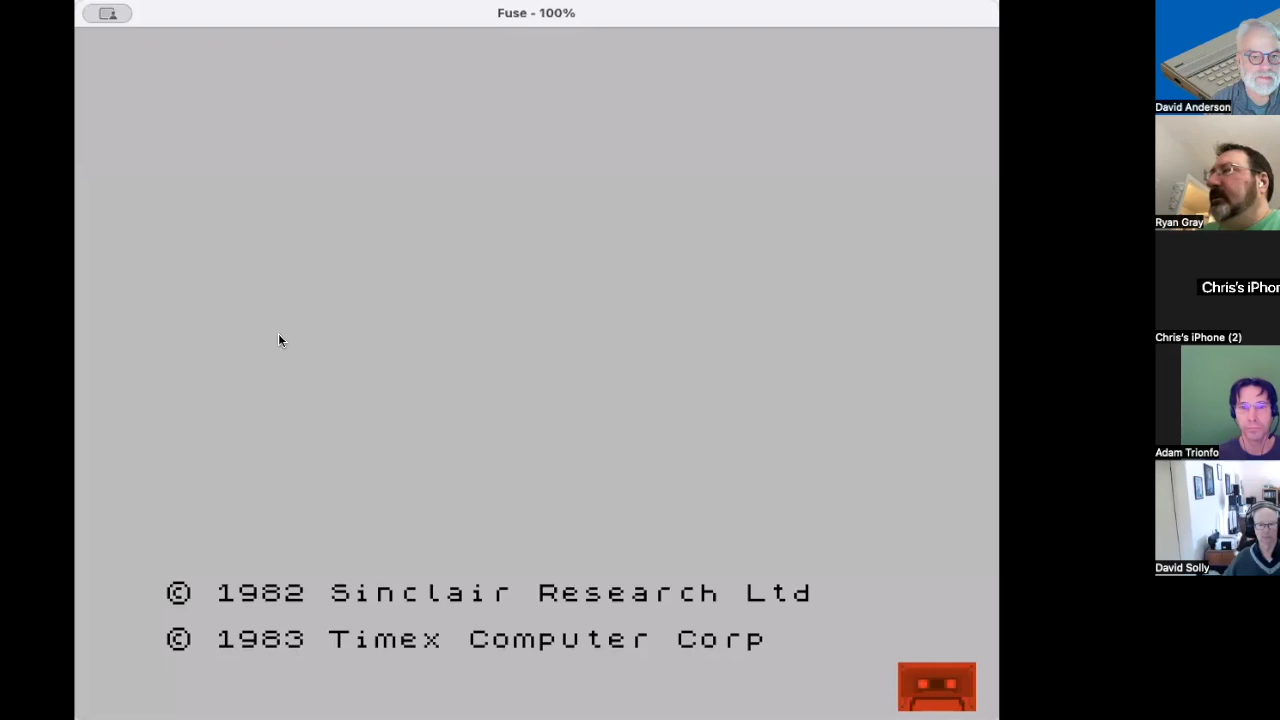 Fuse - 100%
© 1982 Sinclair Research Ltd
© 1983 Timex Computer Corp
David Anderson
Ryan Gray
Chris's iPhon
Chris's iPhone (2)
Adam Trionfo
David Solly